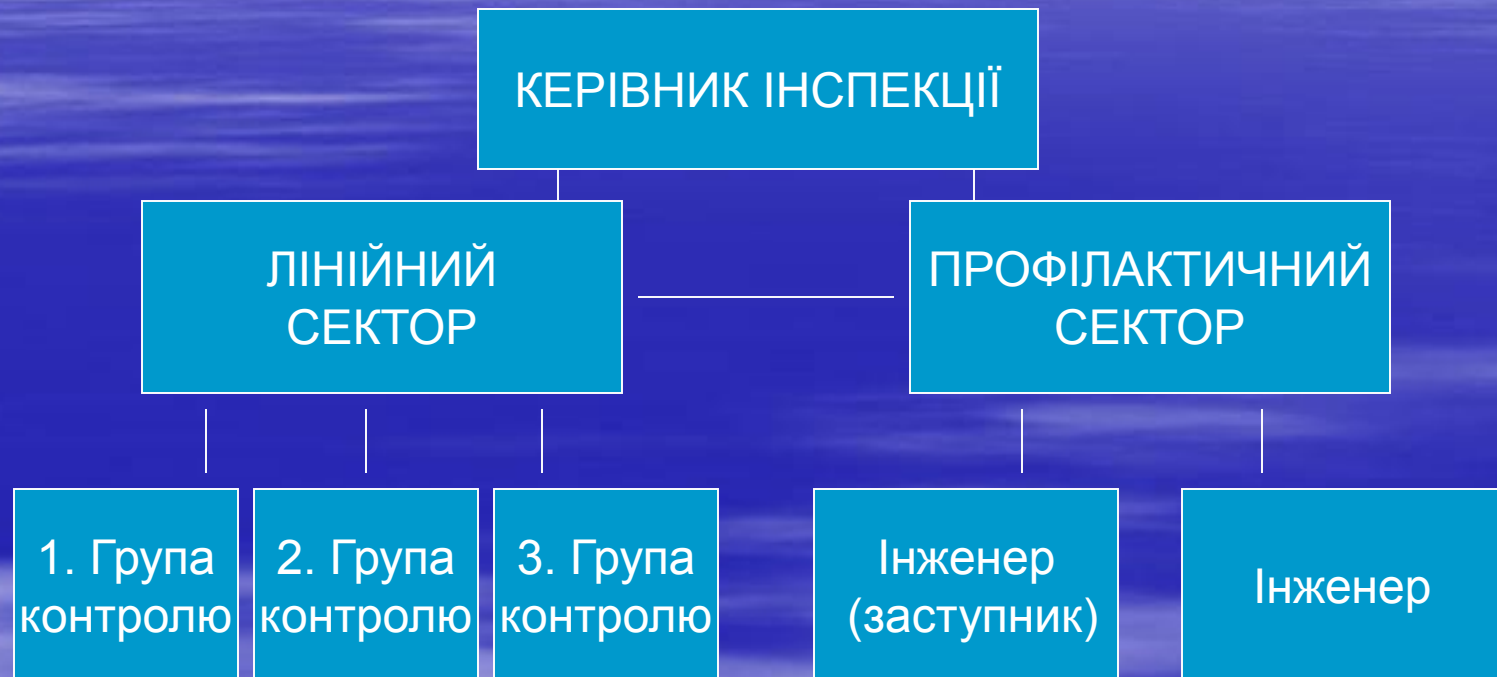 КЕРІВНИК ІНСПЕКЦІЇ
ЛІНІЙНИЙ
СЕКТОР
ПРОФІЛАКТИЧНИЙ
СЕКТОР
1. Група
контролю
2. Група
контролю
3. Група
контролю
Інженер
(заступник)
Інженер